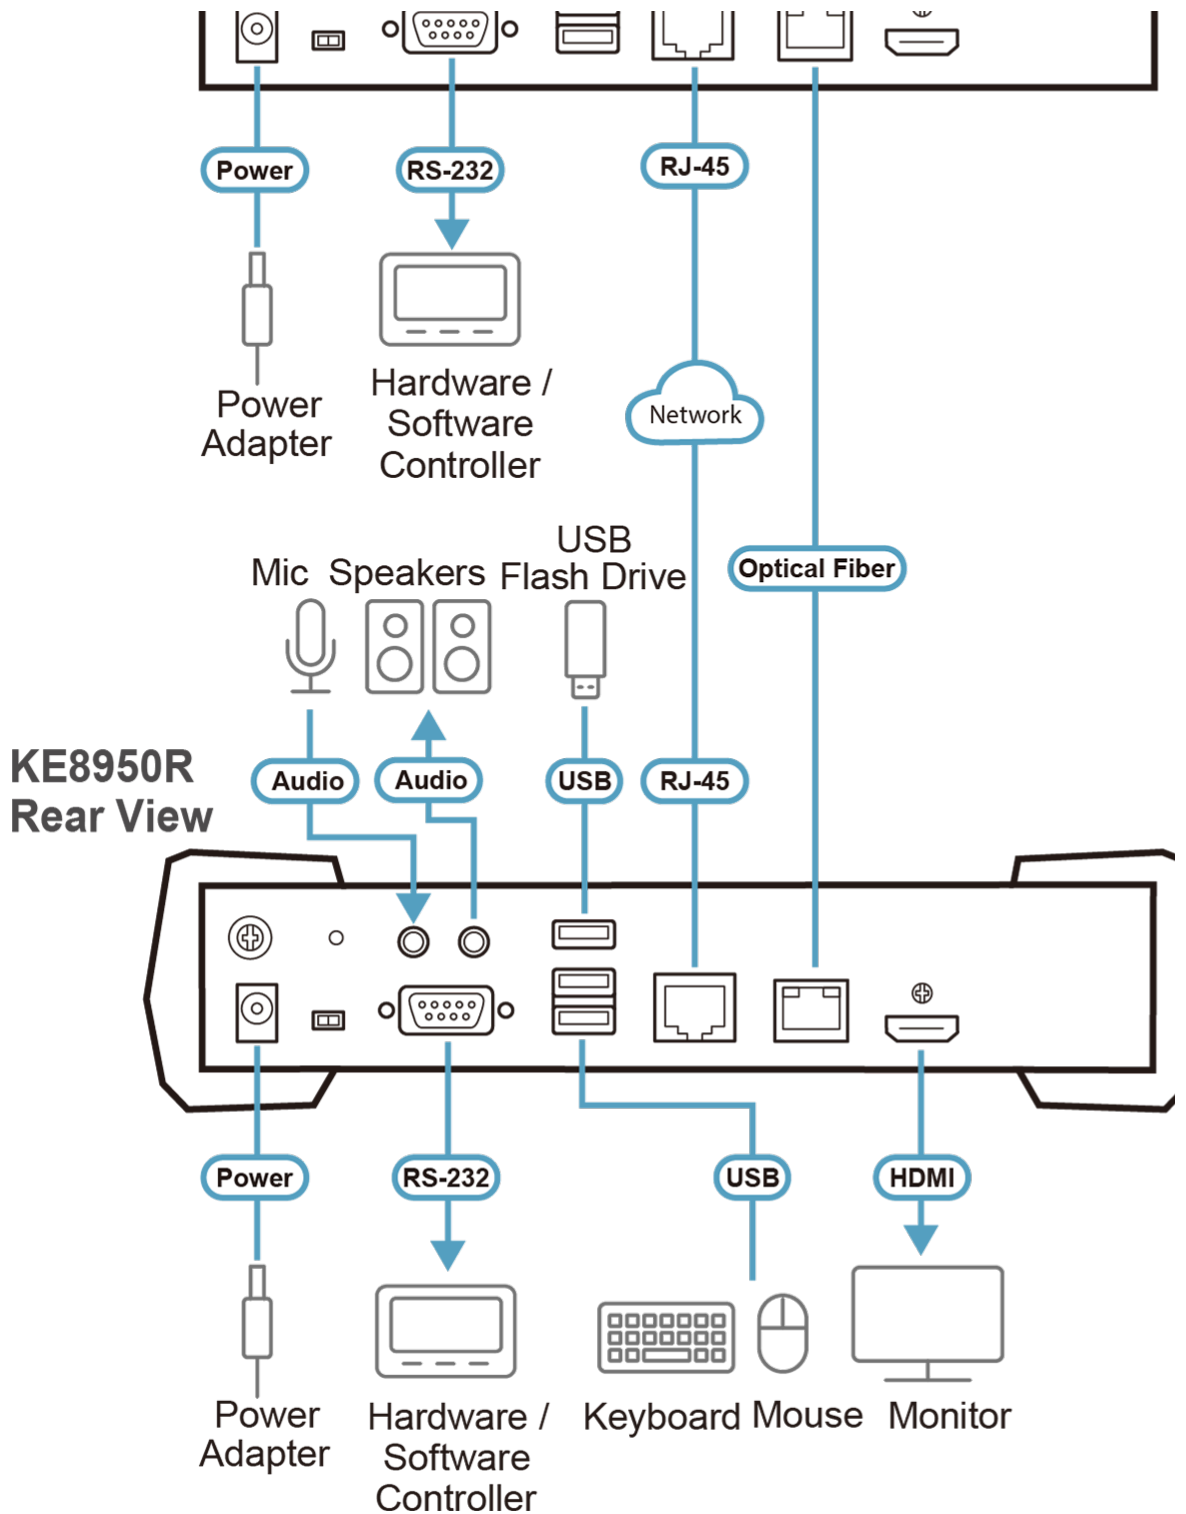 Power
RS-232
RJ-45
Power
Adapter
Hardware /
Software
Controller
Network
Optical Fiber
Mic
Speakers
USB
Flash Drive
KE8950R
Rear View
Audio
Audio
USB
RJ-45
Power
RS-232
USB
HDMI
Power
Adapter
Hardware /
Software
Controller
Keyboard
Mouse
Monitor